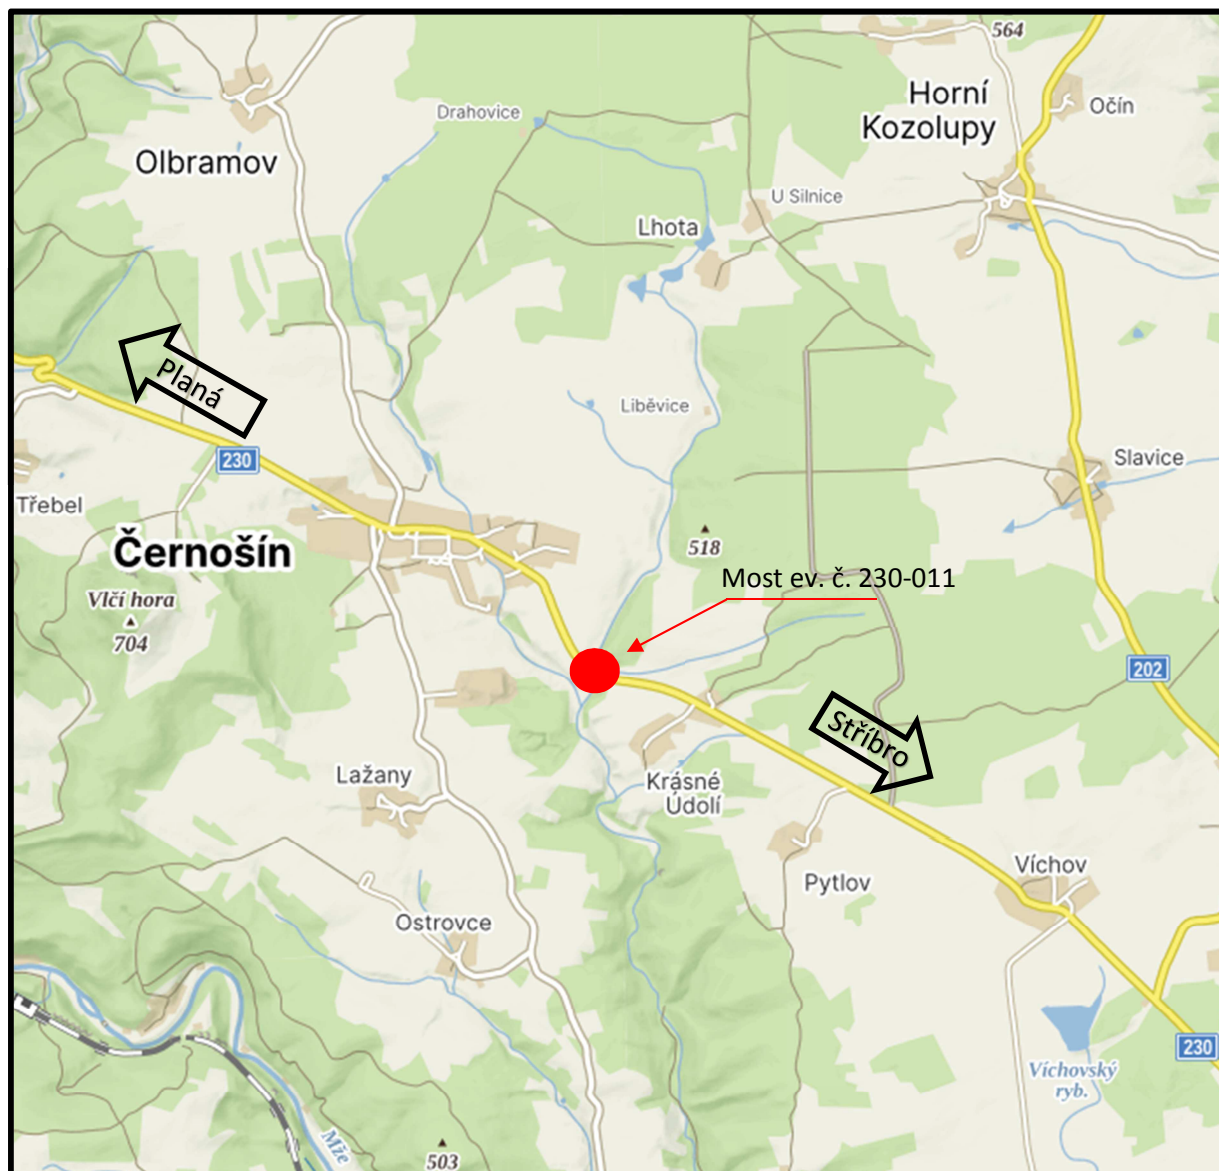 564
Horní
Kozolupy
Očín
Drahovice
Olbramov
U Silnice
Lhota
Planá
Liběvice
230
Slavice
Třebel
Černošín
518
Most ev. č. 230-011
Vlčí hora
704
202
Stříbro
Lažany
Krásné
Údolí
Víchov
Pytlov
Ostrovce
230
Víchovský
ryb.
Mže
503